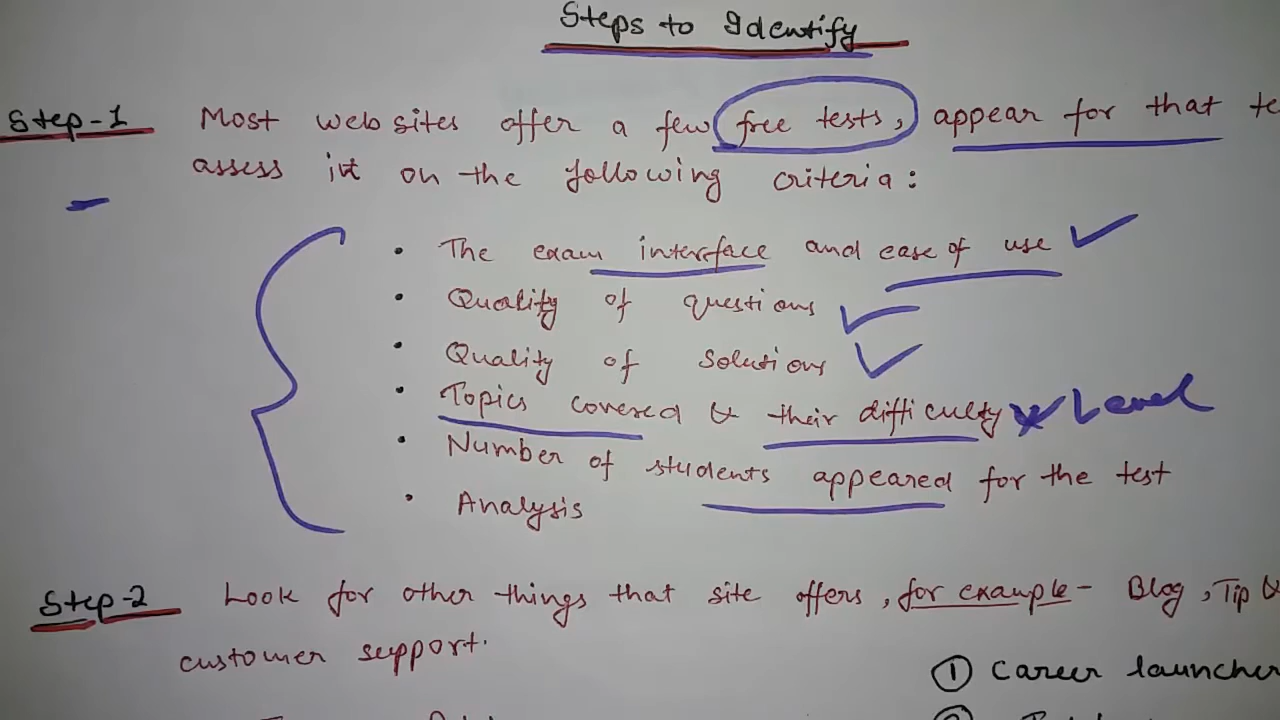 Steps to Identify
Step-1 Most websites offer a few free tests, appear for that te
assess it on the following criteria:
• The exam interface and ease of use
• Quality of questions
• Quality of solutions
• Topics covered & their difficulty Level
• Number of students appeared for the test
• Analysis
Step-2 Look for other things that site offers, for example - Blog, Tip &
customer support.
① Career launcher
②